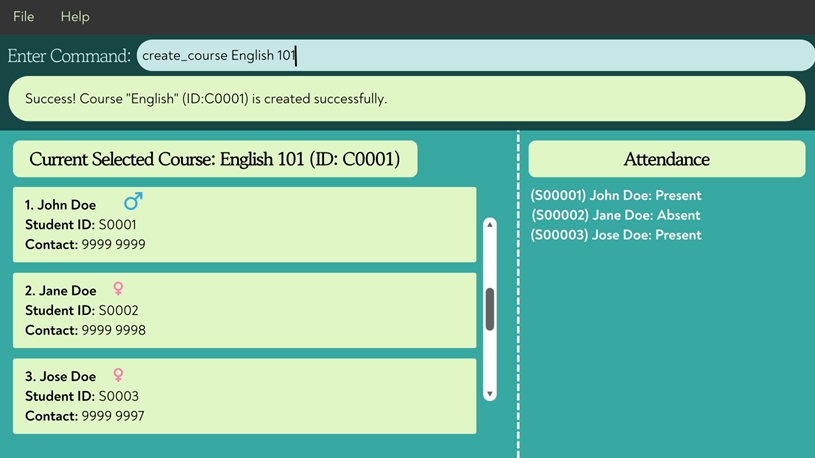 File Help
Enter Command: create_course English 101
Success! Course "English" (ID:C0001) is created successfully.
Current Selected Course: English 101 (ID: C0001)
1. John Doe
Student ID: S0001
Contact: 9999 9999
2. Jane Doe
Student ID: S0002
Contact: 9999 9998
3. Jose Doe
Student ID: S0003
Contact: 9999 9997
Attendance
(S00001) John Doe: Present
(S00002) Jane Doe: Absent
(S00003) Jose Doe: Present